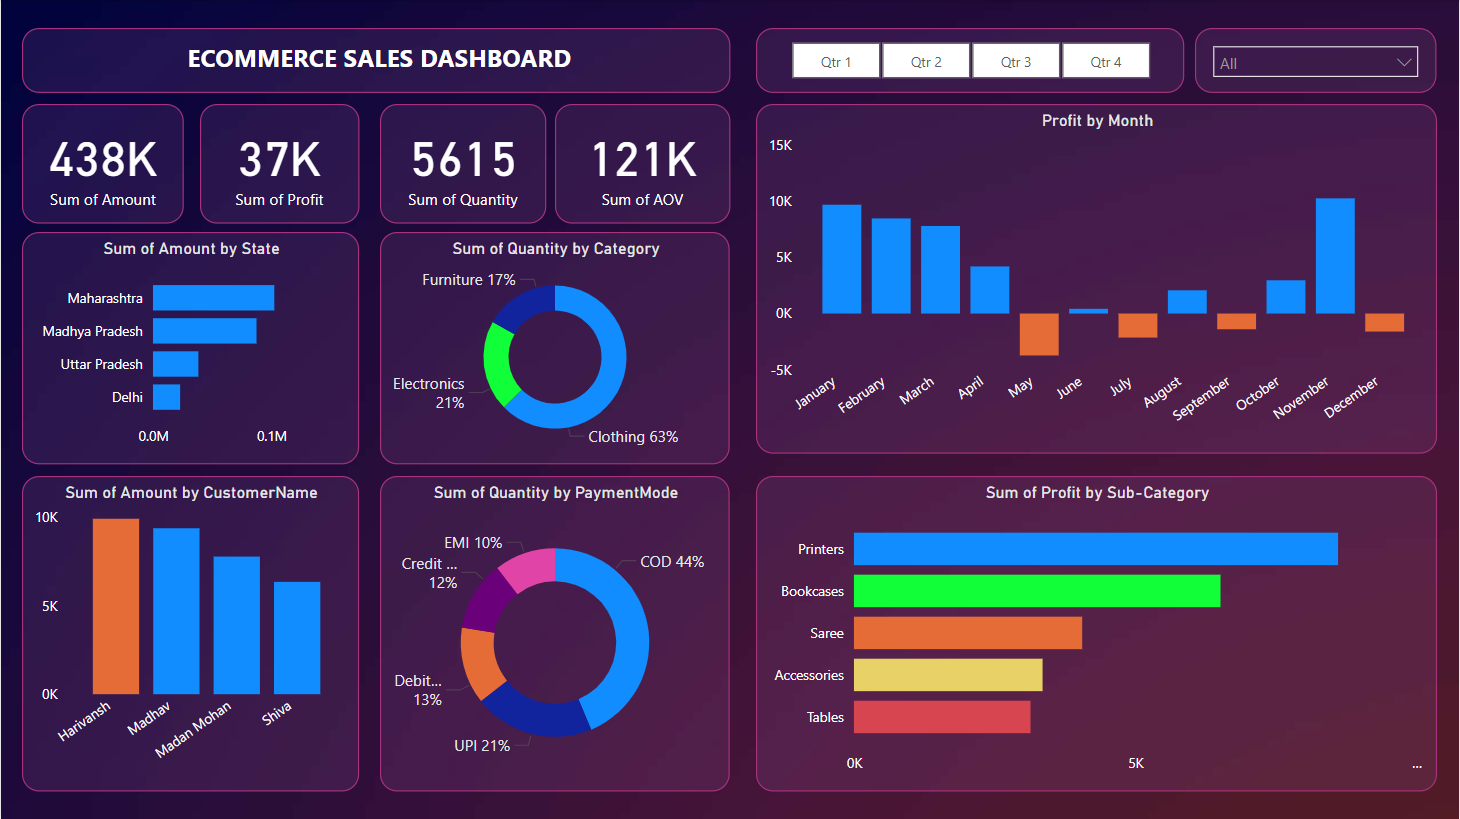 ECOMMERCE SALES DASHBOARD
Qtr 1
Qtr 2
Qtr 3
Qtr 4
All
438K
Sum of Amount
37K
Sum of Profit
5615
Sum of Quantity
121K
Sum of AOV
Profit by Month
15K
10K
5K
0K
-5K
January
February
March
April
May
June
July
August
September
October
November
December
Sum of Amount by State
Maharashtra
Madhya Pradesh
Uttar Pradesh
Delhi
0.0M
0.1M
Sum of Quantity by Category
Furniture 17%
Electronics
21%
Clothing 63%
Sum of Amount by CustomerName
10K
5K
0K
Harivansh
Madhav
Madan Mohan
Shiva
Sum of Quantity by PaymentMode
EMI 10%
Credit ...
12%
COD 44%
Debit...
13%
UPI 21%
Sum of Profit by Sub-Category
Printers
Bookcases
Saree
Accessories
Tables
0K
5K
...